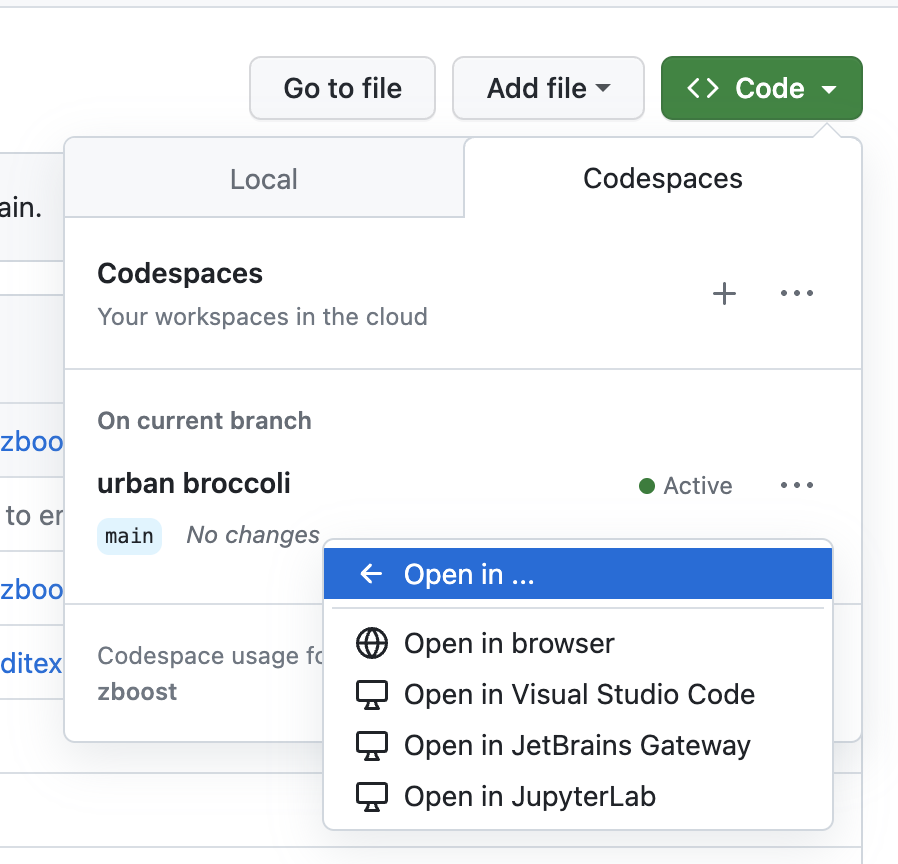 Go to file
Add file
Code
Local
Codespaces
ain.
Codespaces
Your workspaces in the cloud
On current branch
zboo
urban broccoli
Active
to er
main
No changes
Open in ...
zboo
Open in browser
Codespace usage fo
zboost
ditex
Open in Visual Studio Code
Open in JetBrains Gateway
Open in JupyterLab